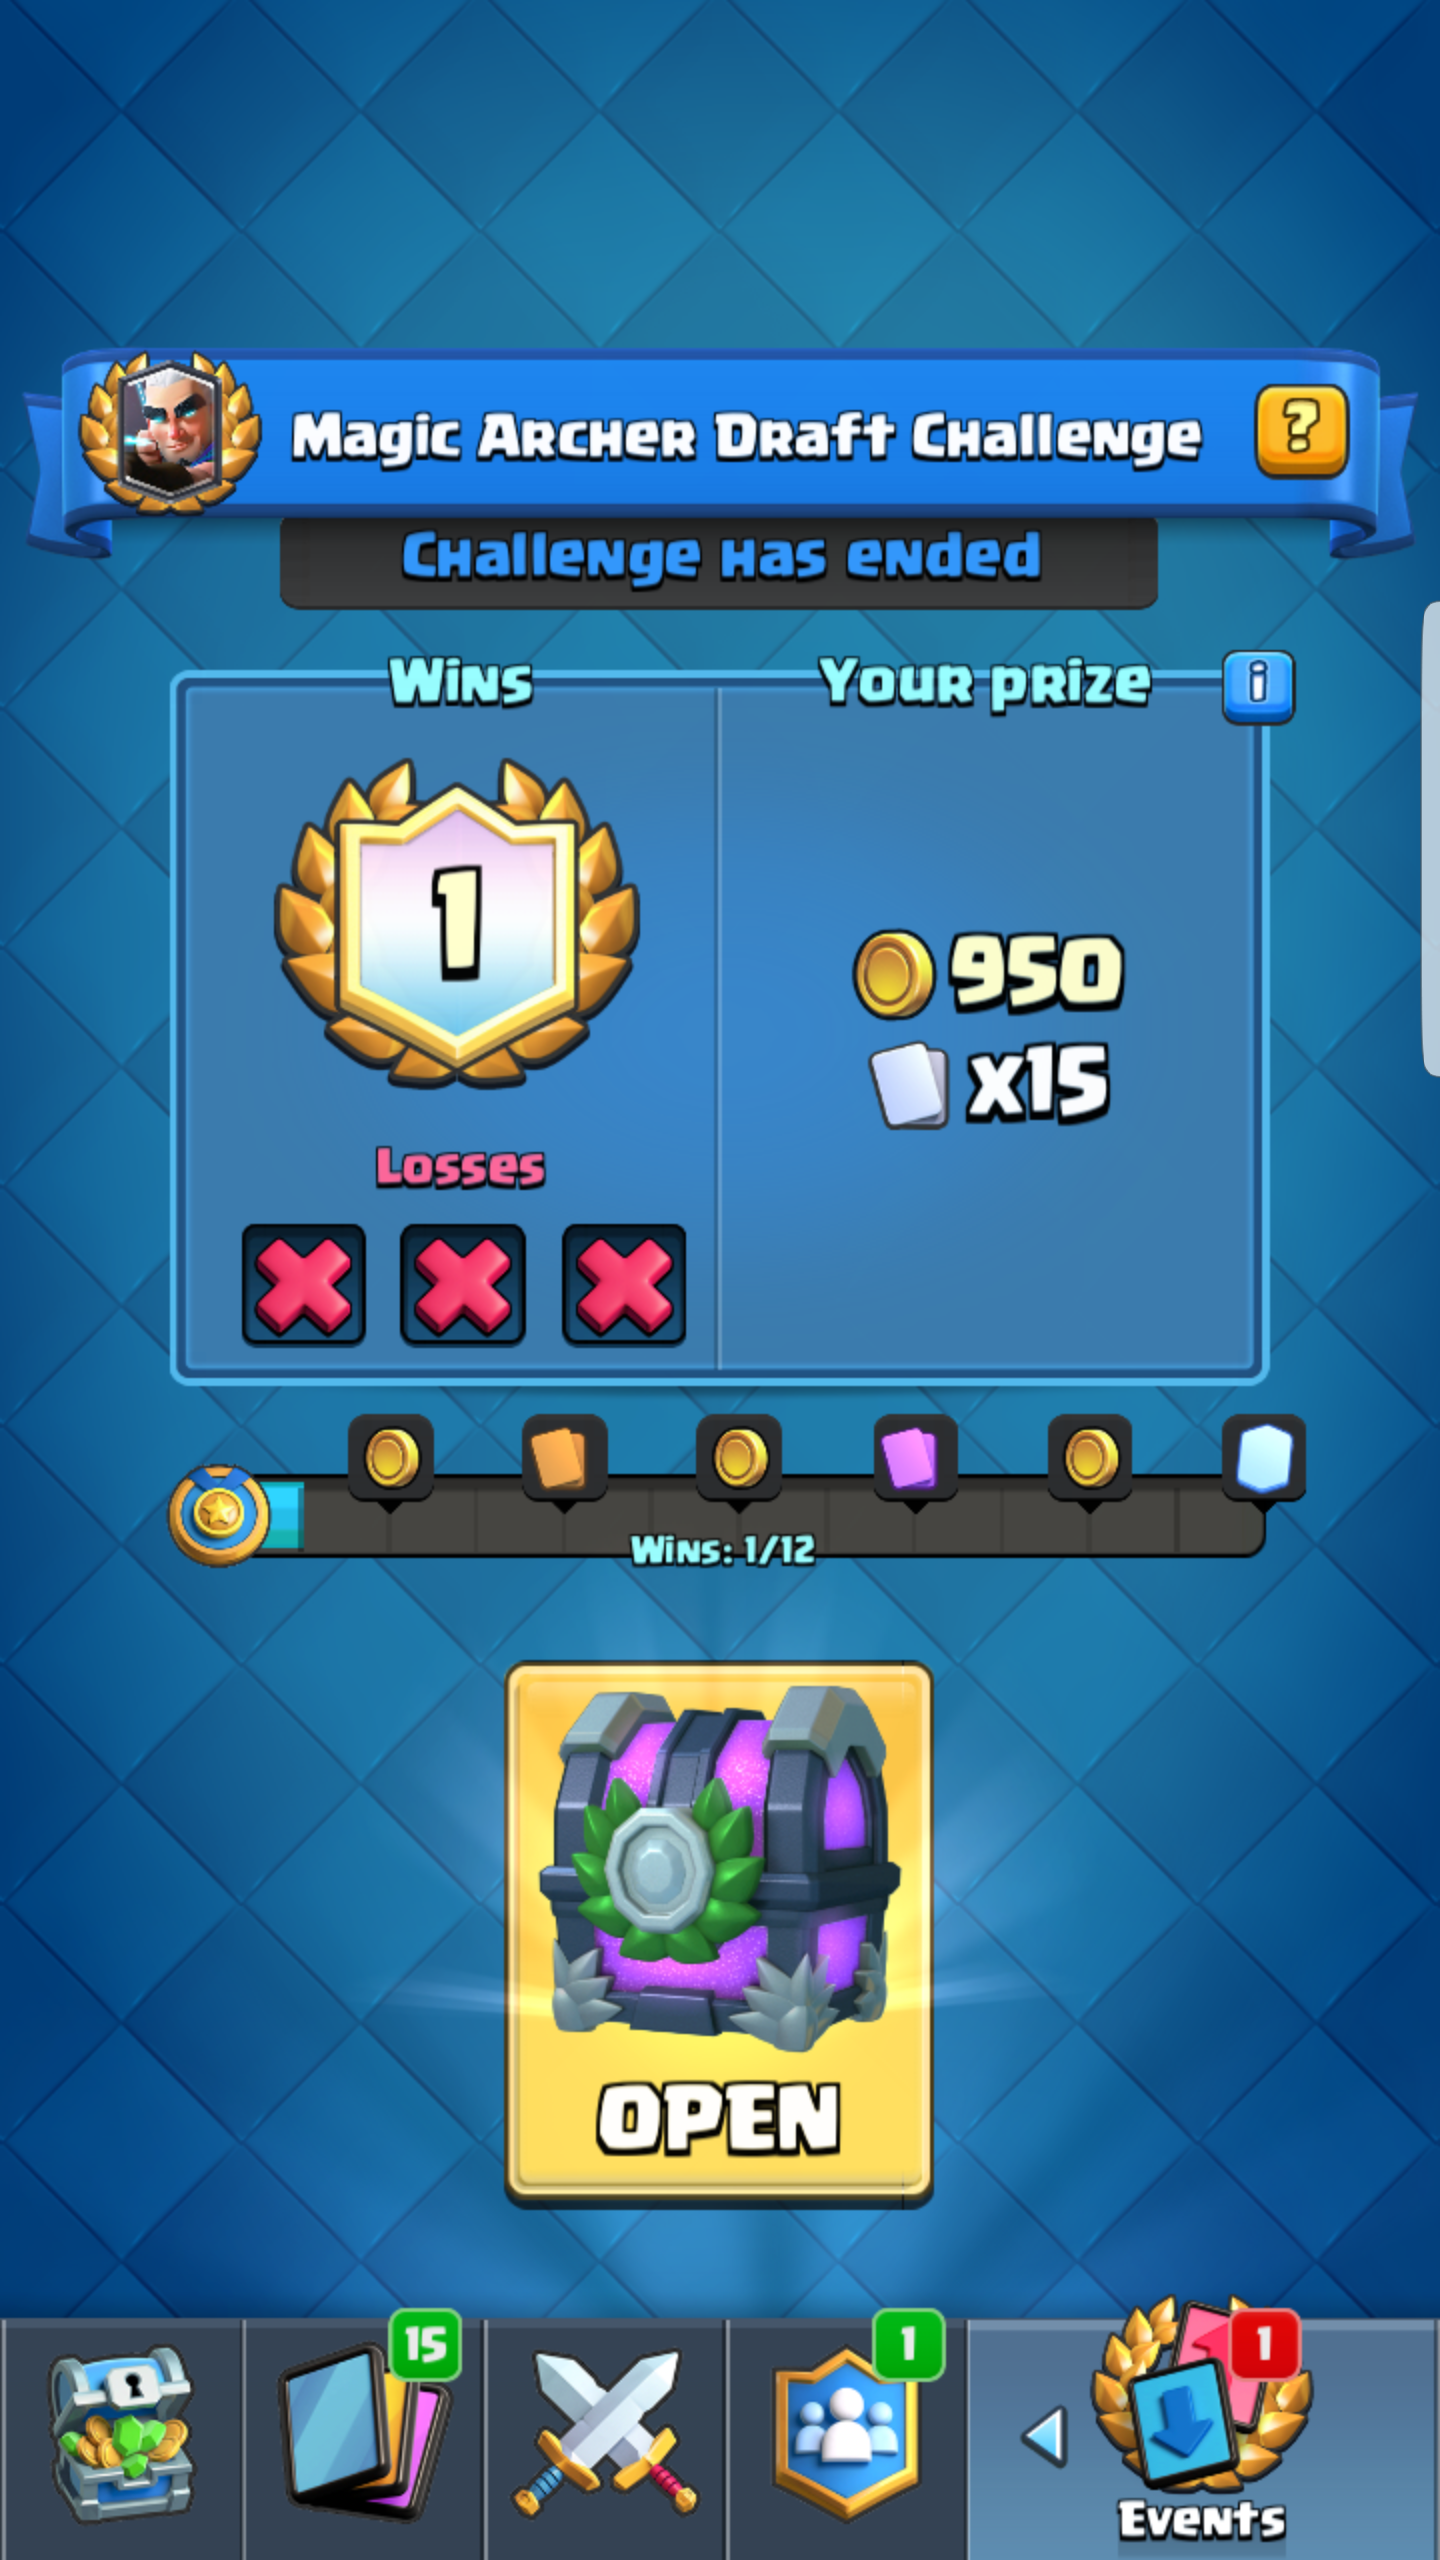 Magic Archer Draft Challenge
?
Challenge has ended
Wins
Your prize
i
1
950
x15
Losses
Wins: 1/12
OPEN
15
1
1
Events